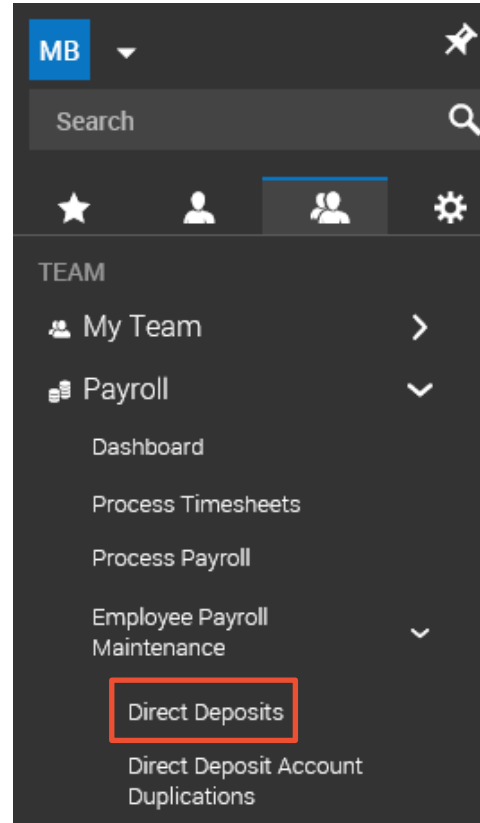 MB
Search
TEAM
My Team
Payroll
Dashboard
Process Timesheets
Process Payroll
Employee Payroll
Maintenance
Direct Deposits
Direct Deposit Account
Duplications